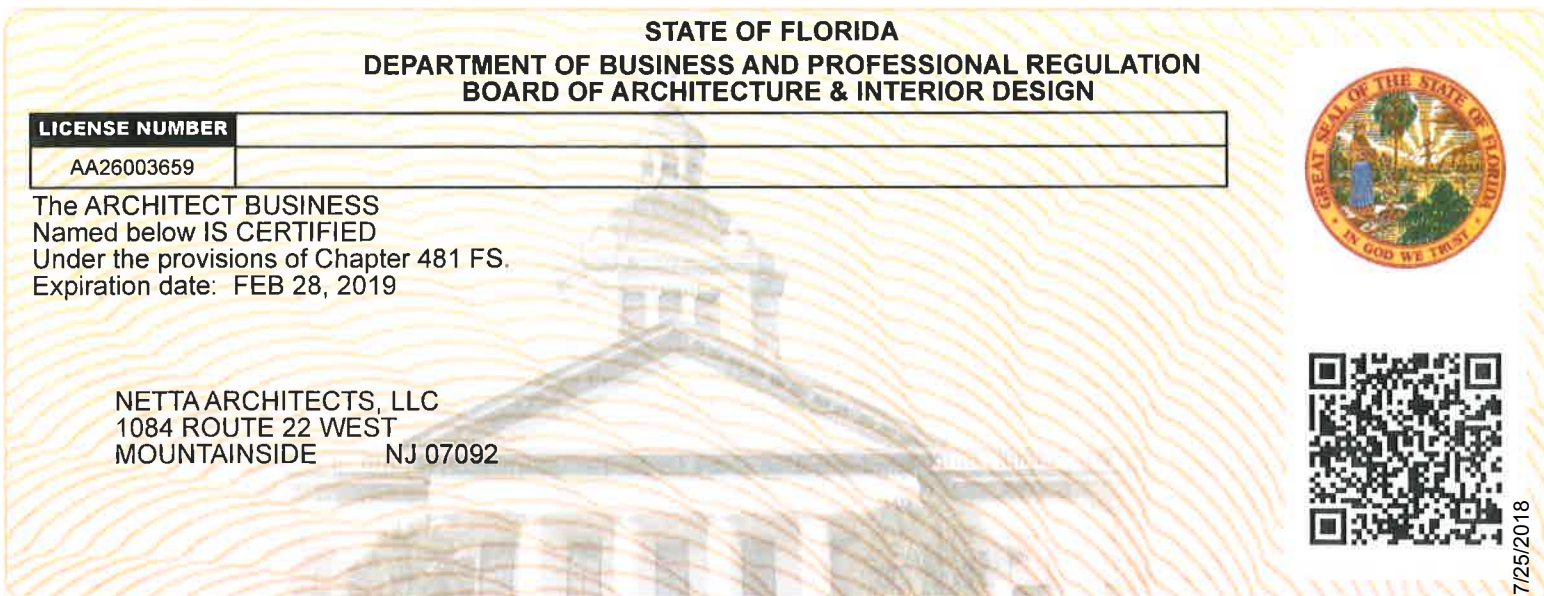 STATE OF FLORIDA
DEPARTMENT OF BUSINESS AND PROFESSIONAL REGULATION
BOARD OF ARCHITECTURE & INTERIOR DESIGN
LICENSE NUMBER
AA26003659
The ARCHITECT BUSINESS
Named below IS CERTIFIED
Under the provisions of Chapter 481 FS.
Expiration date: FEB 28, 2019
NETTA ARCHITECTS, LLC
1084 ROUTE 22 WEST
MOUNTAINSIDE NJ 07092
GREAT SEAL OF THE STATE OF FLORIDA
IN GOD WE TRUST
7/25/2018